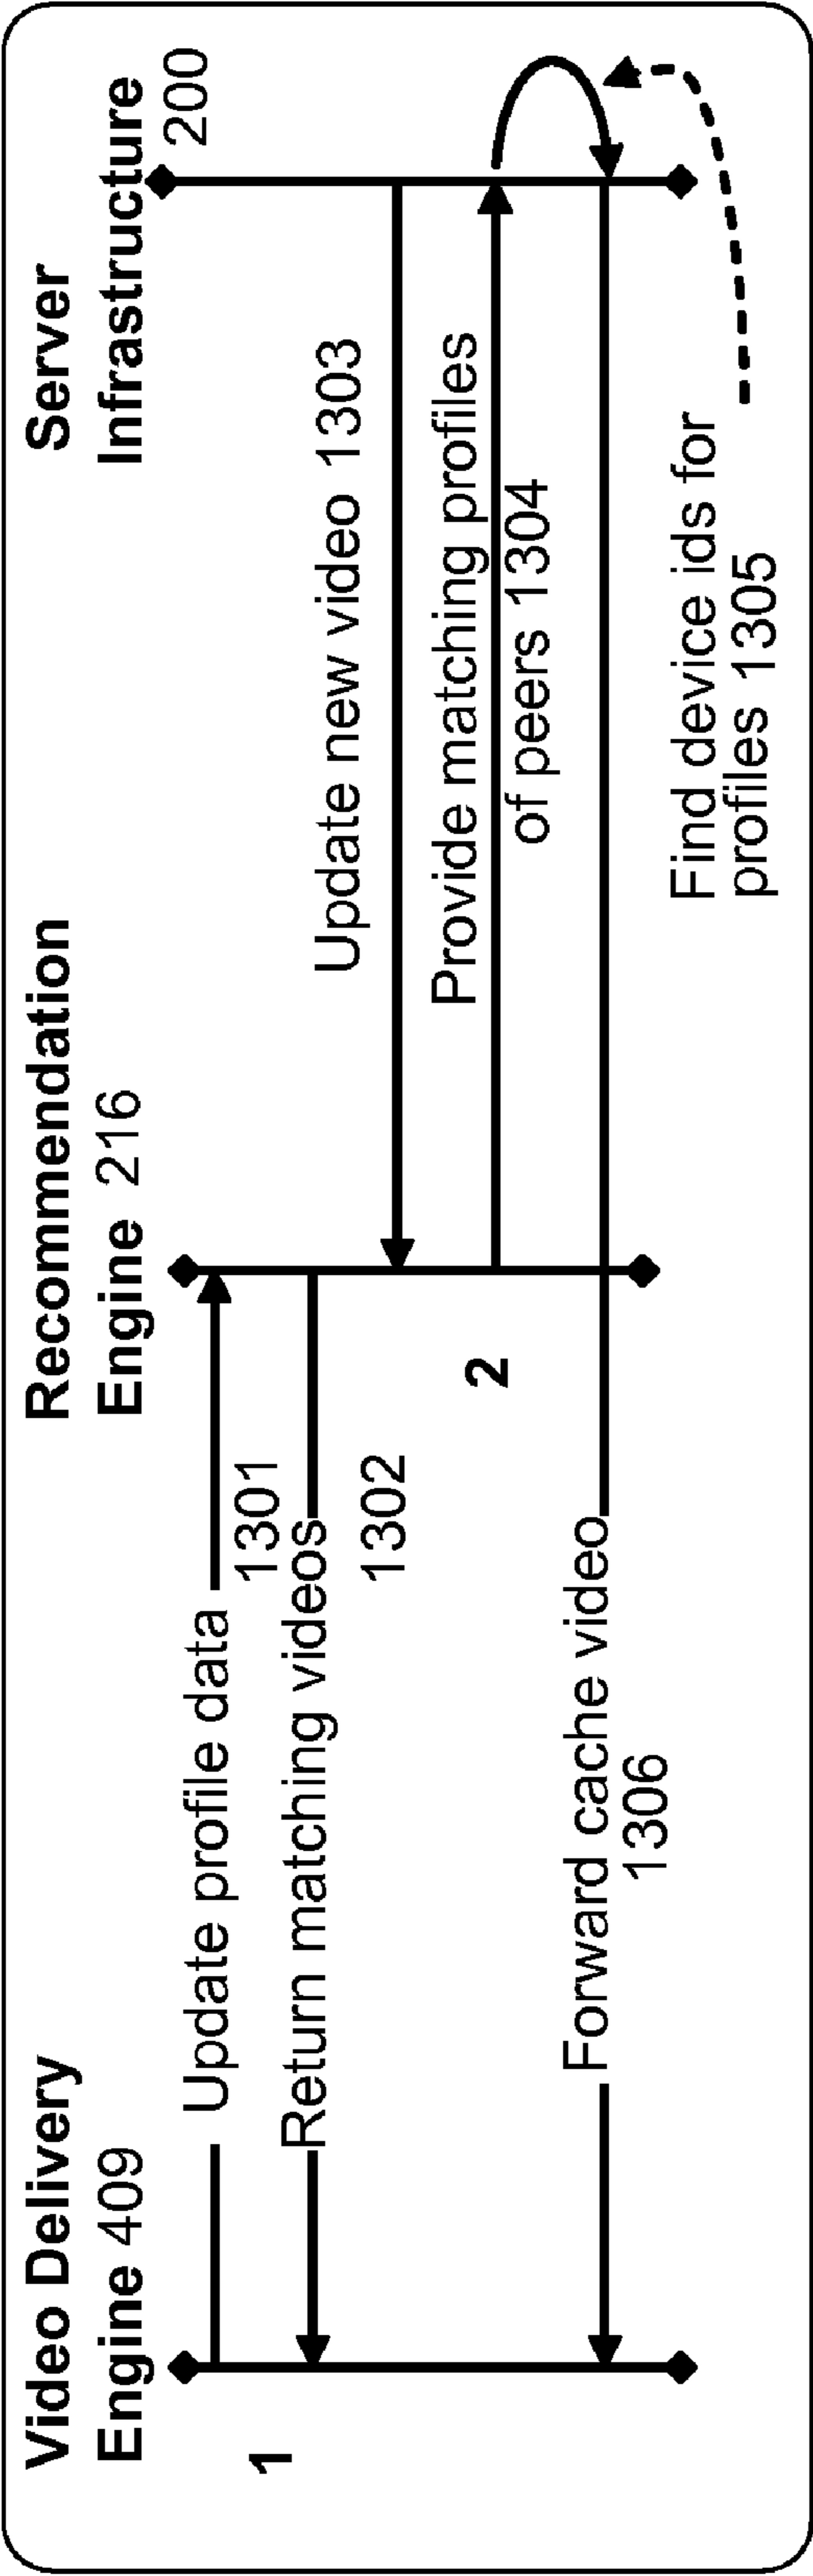 Video Delivery
Engine 409
Recommendation
Engine 216
Server
Infrastructure
200
1
Update profile data
1301
Return matching videos
1302
Update new video 1303
2
Provide matching profiles
of peers 1304
Forward cache video
1306
Find device ids for
profiles 1305